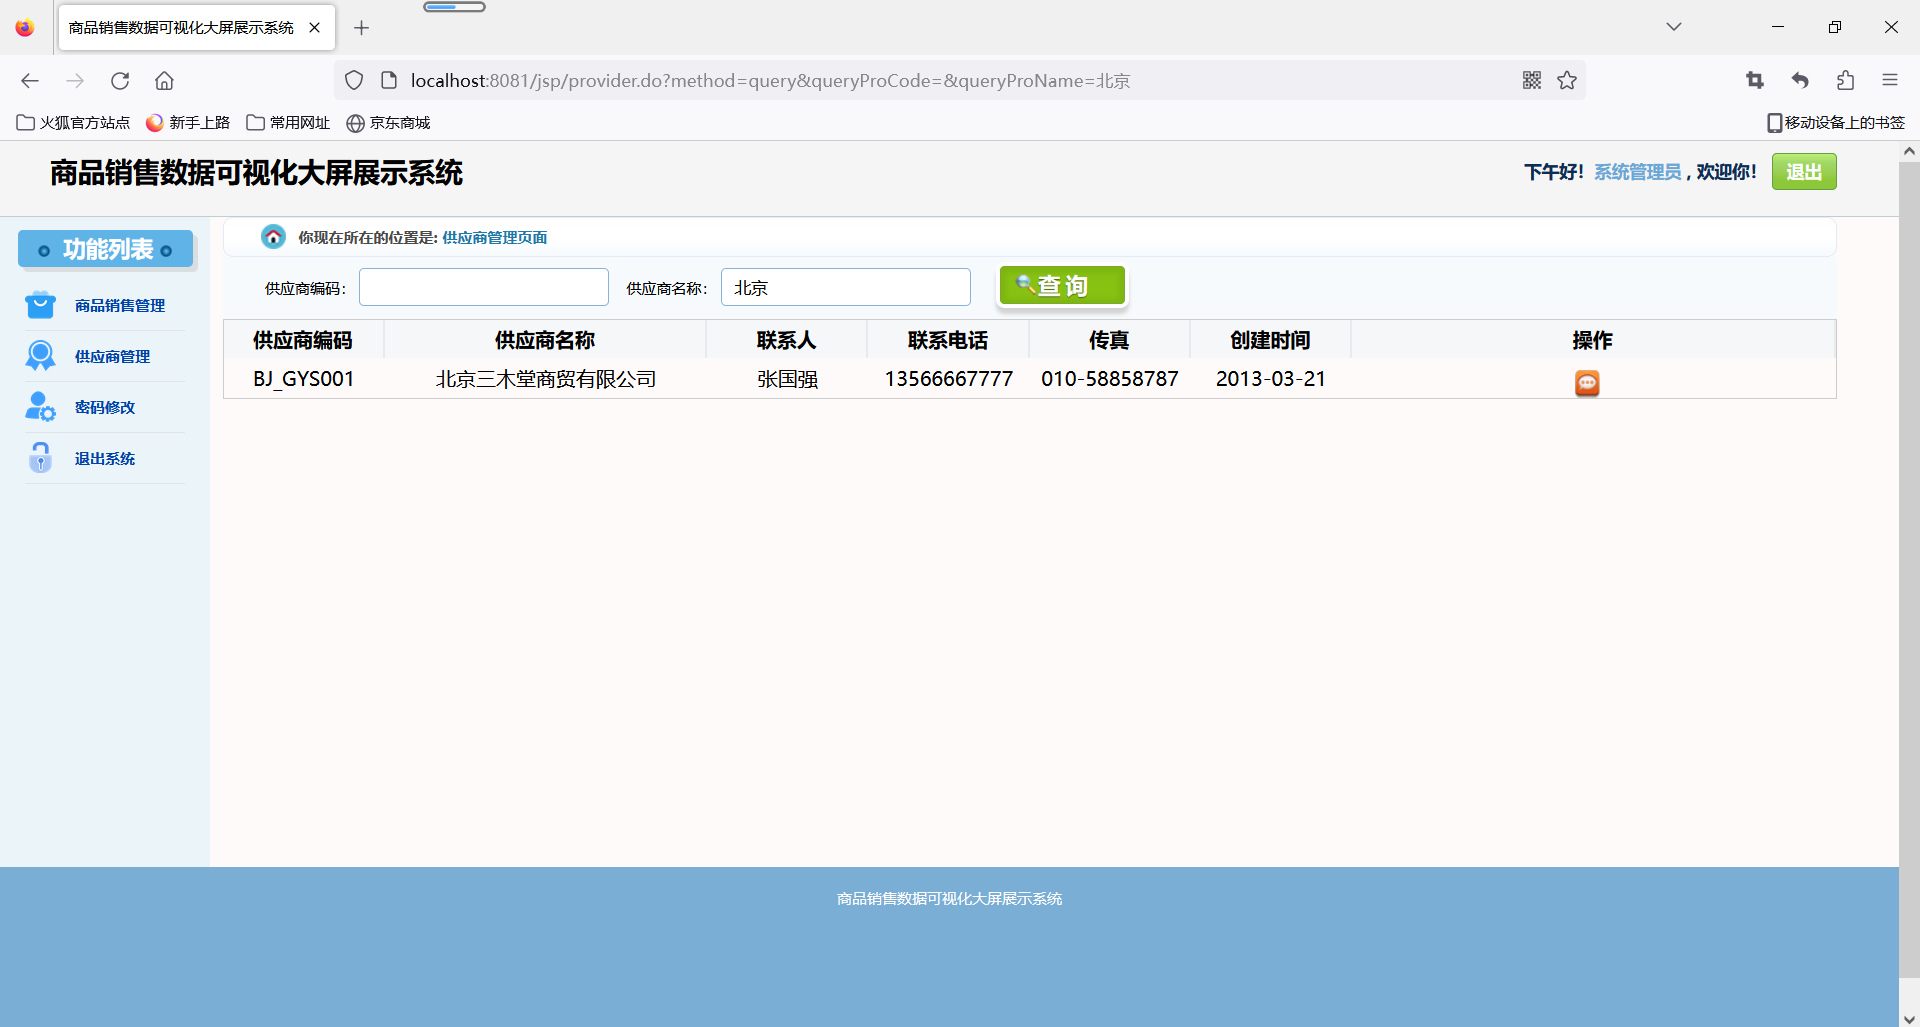 商品销售数据可视化大屏展示系统
localhost:8081/jsp/provider.do?method=query&queryProCode=&queryProName=北京
火狐官方站点 新手上路 常用网址 京东商城 移动设备上的书签
商品销售数据可视化大屏展示系统
下午好！系统管理员，欢迎你！ 退出
功能列表
商品销售管理
供应商管理
密码修改
退出系统
你现在所在的位置是: 供应商管理页面
供应商编码： 供应商名称： 北京 查询
供应商编码 供应商名称 联系人 联系电话 传真 创建时间 操作
BJ_GYS001 北京三木堂商贸有限公司 张国强 13566667777 010-58858787 2013-03-21
商品销售数据可视化大屏展示系统